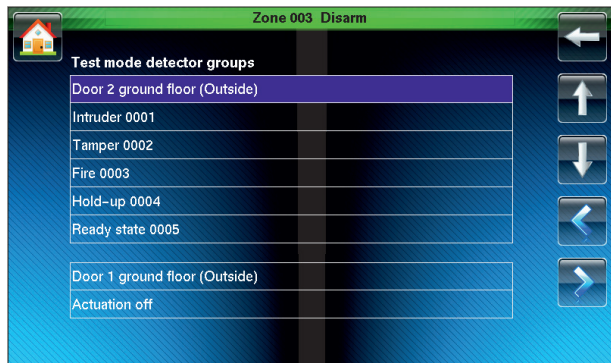 Zone 003 Disarm
Test mode detector groups
Door 2 ground floor (Outside)
Intruder 0001
Tamper 0002
Fire 0003
Hold-up 0004
Ready state 0005
Door 1 ground floor (Outside)
Actuation off